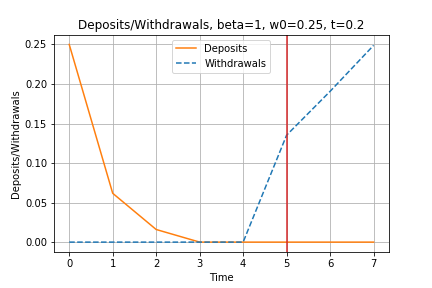 Deposits/Withdrawals, beta=1, w0=0.25, t=0.2
Deposits
Withdrawals
0.25
0.20
0.15
0.10
0.05
0.00
Deposits/Withdrawals
0 1 2 3 4 5 6 7
Time